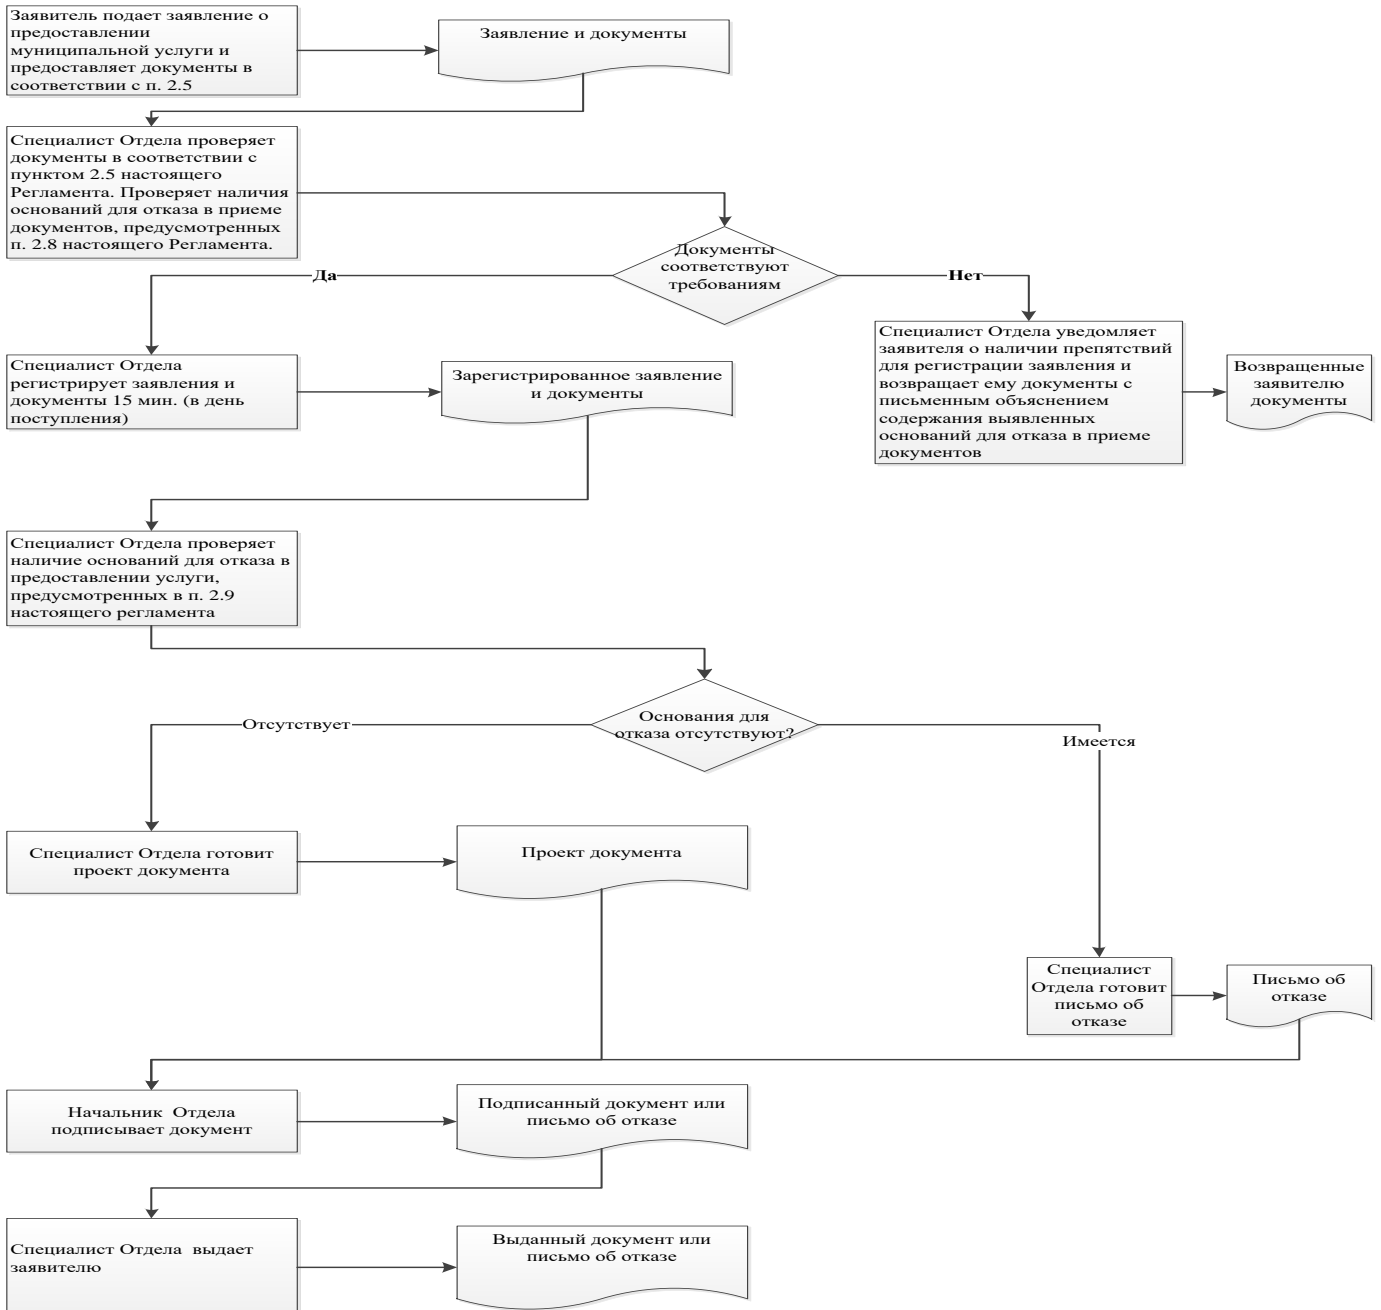 Заявитель подает заявление о
предоставлении
муниципальной услуги и
предоставляет документы в
соответствии с п. 2.5
Заявление и документы
Специалист Отдела проверяет
документы в соответствии с
пунктом 2.5 настоящего
Регламента. Проверяет наличия
оснований для отказа в приеме
документов, предусмотренных
п. 2.8 настоящего Регламента.
Документы
соответствуют
требованиям
Да
Нет
Специалист Отдела
регистрирует заявления и
документы 15 мин. (в день
поступления)
Зарегистрированное заявление
и документы
Специалист Отдела уведомляет
заявителя о наличии препятствий
для регистрации заявления и
возвращает ему документы с
письменным объяснением
содержания выявленных
оснований для отказа в приеме
документов
Возвращенные
заявителю
документы
Специалист Отдела проверяет
наличие оснований для отказа в
предоставлении услуги,
предусмотренных в п. 2.9
настоящего регламента
Основания для
отказа отсутствуют?
Отсутствует
Имеется
Специалист Отдела готовит
проект документа
Проект документа
Специалист
Отдела готовит
письмо об
отказе
Письмо об
отказе
Начальник  Отдела
подписывает документ
Подписанный документ или
письмо об отказе
Специалист Отдела  выдает
заявителю
Выданный документ или
письмо об отказе